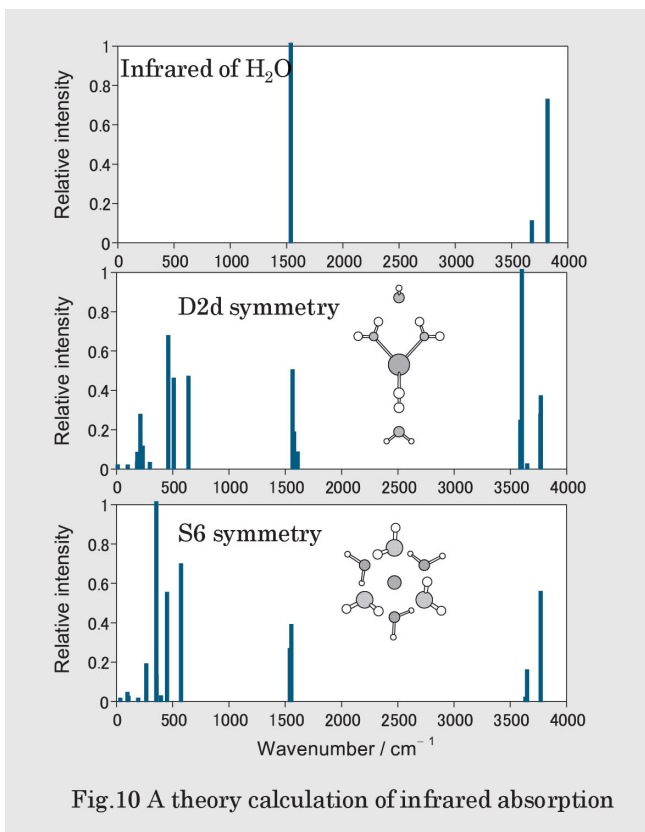 Infrared of H₂O
Relative intensity
1
0.8
0.6
0.4
0.2
0
0 500 1000 1500 2000 2500 3000 3500 4000
D2d symmetry
Relative intensity
1
0.8
0.6
0.4
0.2
0
0 500 1000 1500 2000 2500 3000 3500 4000
S6 symmetry
Relative intensity
1
0.8
0.6
0.4
0.2
0
0 500 1000 1500 2000 2500 3000 3500 4000
Wavenumber / cm⁻¹
Fig.10 A theory calculation of infrared absorption